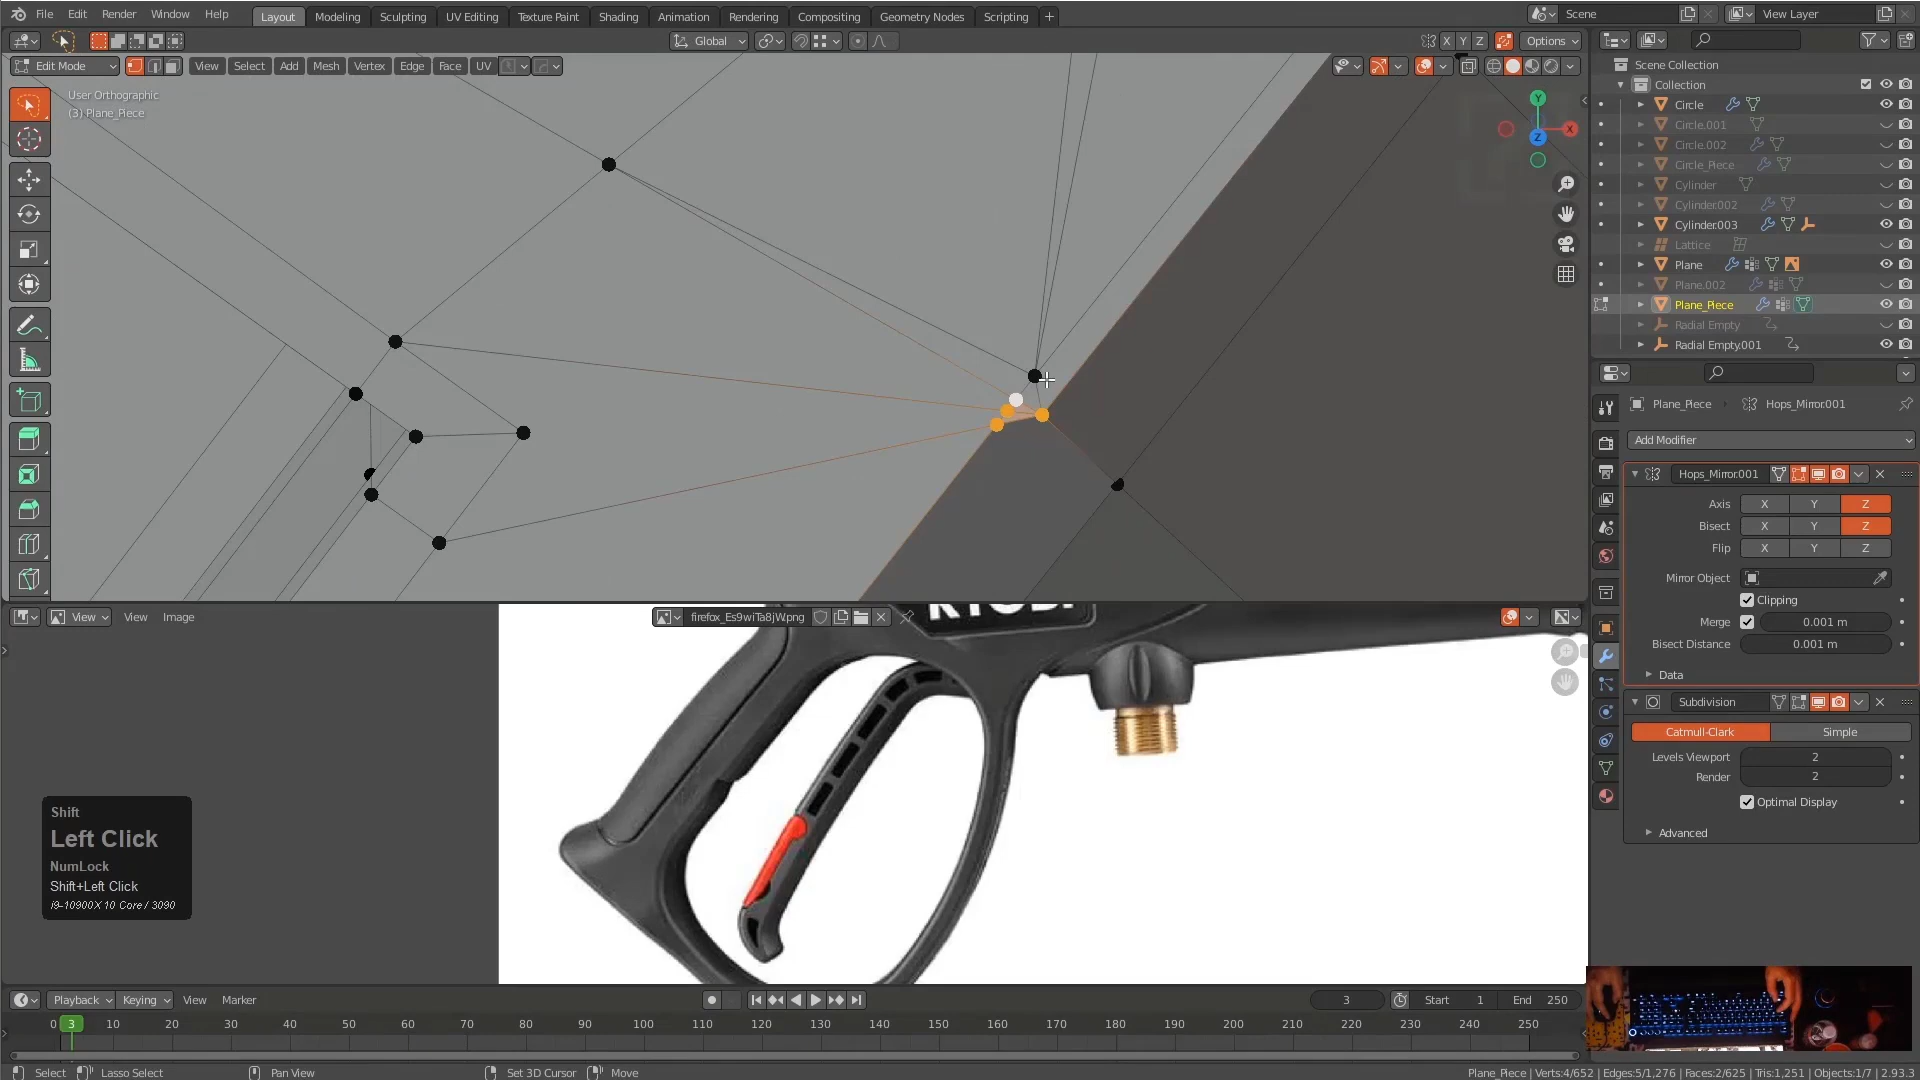 File Edit Render Window Help Layout Modeling Sculpting UV Editing Texture Paint Shading Animation Rendering Compositing Geometry Nodes Scripting + Scene View Layer
Global X Y Z Options
Edit Mode View Select Add Mesh Vertex Edge Face UV
User Orthographic
(3) Plane_Piece
Y
X
Z
Scene Collection
Collection
Circle
Circle.001
Circle.002
Circle_Piece
Cylinder
Cylinder.002
Cylinder.003
Lattice
Plane
Plane.002
Plane_Piece
Radial Empty
Radial Empty.001
Plane_Piece Hops_Mirror.001
Add Modifier
Hops_Mirror.001
Axis X Y Z
Bisect X Y Z
Flip X Y Z
Mirror Object
Clipping
Merge 0.001 m
Bisect Distance 0.001 m
Data
Subdivision
Catmull-Clark Simple
Levels Viewport 2
Render 2
Optimal Display
Advanced
View View Image firefox_Es9wiTa8jW.png
RYOBI
Shift
Left Click
NumLock
Shift+Left Click
i9-10900X 10 Core / 3090
Playback Keying View Marker 3 Start 1 End 250
0 3 10 20 30 40 50 60 70 80 90 100 110 120 130 140 150 160 170 180 190 200 210 220 230 240 250
Select Lasso Select Pan View Set 3D Cursor Move Plane_Piece | Verts:4/652 | Edges:5/1,276 | Faces:2/625 | Tris:1,251 | Objects:1/7 | 2.93.3